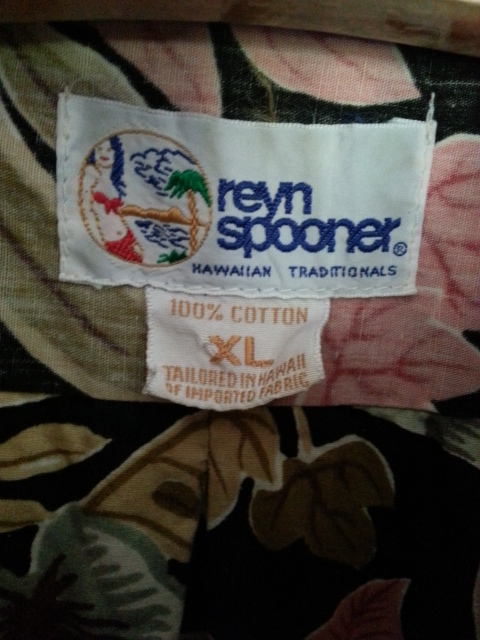 reyn
spooner®
HAWAIIAN TRADITIONALS
100% COTTON
XL
TAILORED IN HAWAII
OF IMPORTED FABRIC